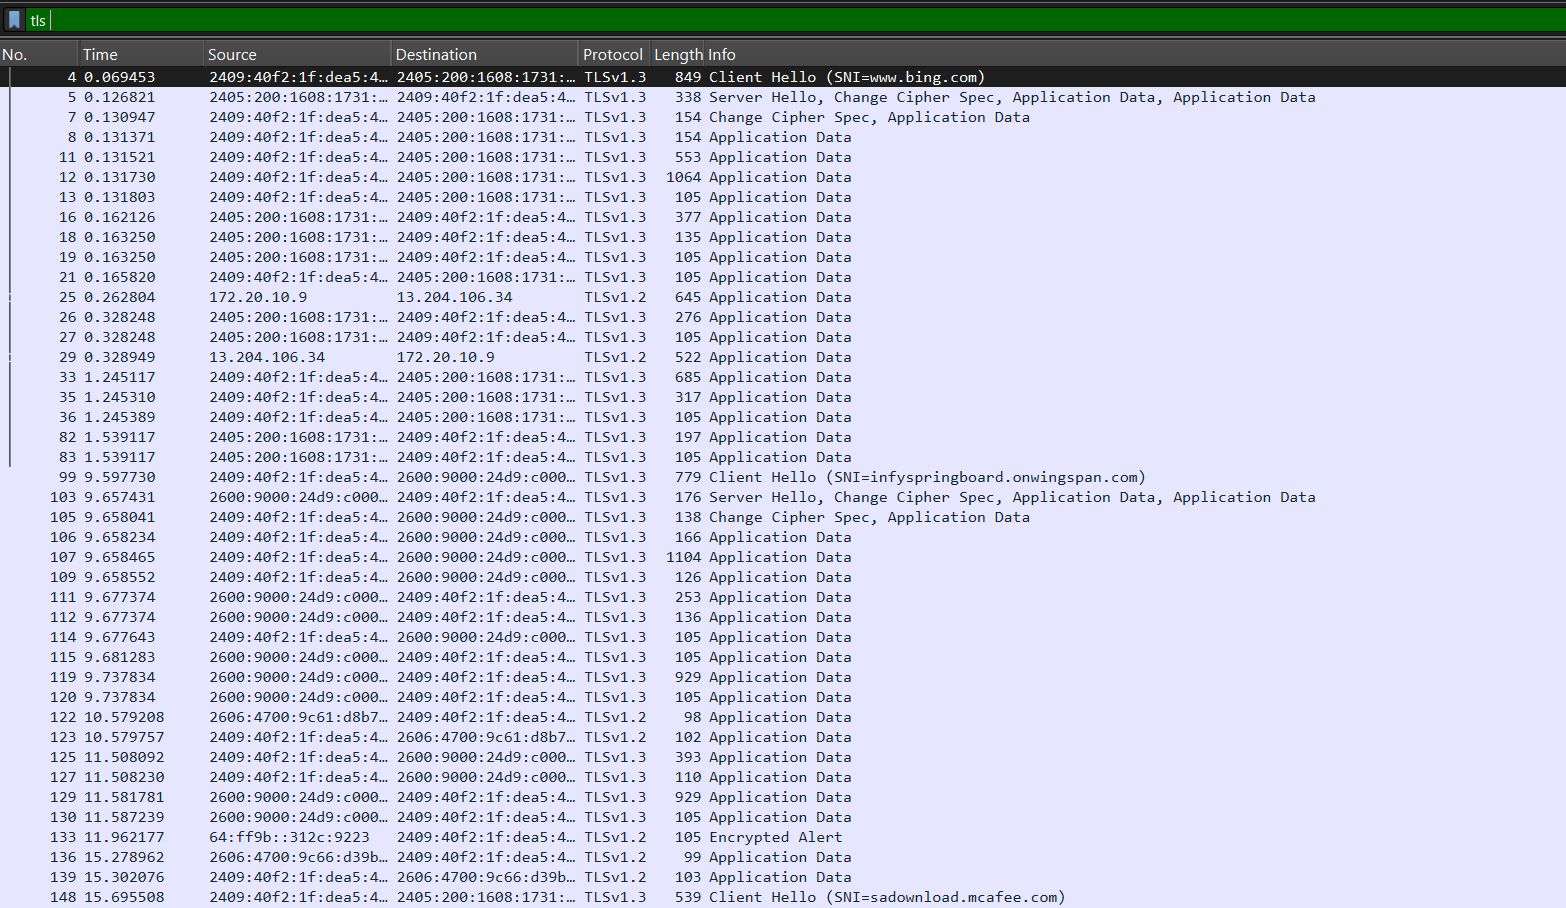 tls
No. Time Source Destination Protocol Length Info
4 0.069453 2409:40f2:1f:dea5:4… 2405:200:1608:1731:… TLSv1.3 849 Client Hello (SNI=www.bing.com)
5 0.126821 2405:200:1608:1731:… 2409:40f2:1f:dea5:4… TLSv1.3 338 Server Hello, Change Cipher Spec, Application Data, Application Data
7 0.130947 2409:40f2:1f:dea5:4… 2405:200:1608:1731:… TLSv1.3 154 Change Cipher Spec, Application Data
8 0.131371 2409:40f2:1f:dea5:4… 2405:200:1608:1731:… TLSv1.3 154 Application Data
11 0.131521 2409:40f2:1f:dea5:4… 2405:200:1608:1731:… TLSv1.3 553 Application Data
12 0.131730 2409:40f2:1f:dea5:4… 2405:200:1608:1731:… TLSv1.3 1064 Application Data
13 0.131803 2409:40f2:1f:dea5:4… 2405:200:1608:1731:… TLSv1.3 105 Application Data
16 0.162126 2405:200:1608:1731:… 2409:40f2:1f:dea5:4… TLSv1.3 377 Application Data
18 0.163250 2405:200:1608:1731:… 2409:40f2:1f:dea5:4… TLSv1.3 135 Application Data
19 0.163250 2405:200:1608:1731:… 2409:40f2:1f:dea5:4… TLSv1.3 105 Application Data
21 0.165820 2409:40f2:1f:dea5:4… 2405:200:1608:1731:… TLSv1.3 105 Application Data
25 0.262804 172.20.10.9 13.204.106.34 TLSv1.2 645 Application Data
26 0.328248 2405:200:1608:1731:… 2409:40f2:1f:dea5:4… TLSv1.3 276 Application Data
27 0.328248 2405:200:1608:1731:… 2409:40f2:1f:dea5:4… TLSv1.3 105 Application Data
29 0.328949 13.204.106.34 172.20.10.9 TLSv1.2 522 Application Data
33 1.245117 2409:40f2:1f:dea5:4… 2405:200:1608:1731:… TLSv1.3 685 Application Data
35 1.245310 2409:40f2:1f:dea5:4… 2405:200:1608:1731:… TLSv1.3 317 Application Data
36 1.245389 2409:40f2:1f:dea5:4… 2405:200:1608:1731:… TLSv1.3 105 Application Data
82 1.539117 2405:200:1608:1731:… 2409:40f2:1f:dea5:4… TLSv1.3 197 Application Data
83 1.539117 2405:200:1608:1731:… 2409:40f2:1f:dea5:4… TLSv1.3 105 Application Data
99 9.597730 2409:40f2:1f:dea5:4… 2600:9000:24d9:c000… TLSv1.3 779 Client Hello (SNI=infyspringboard.onwingspan.com)
103 9.657431 2600:9000:24d9:c000… 2409:40f2:1f:dea5:4… TLSv1.3 176 Server Hello, Change Cipher Spec, Application Data, Application Data
105 9.658041 2409:40f2:1f:dea5:4… 2600:9000:24d9:c000… TLSv1.3 138 Change Cipher Spec, Application Data
106 9.658234 2409:40f2:1f:dea5:4… 2600:9000:24d9:c000… TLSv1.3 166 Application Data
107 9.658465 2409:40f2:1f:dea5:4… 2600:9000:24d9:c000… TLSv1.3 1104 Application Data
109 9.658552 2409:40f2:1f:dea5:4… 2600:9000:24d9:c000… TLSv1.3 126 Application Data
111 9.677374 2600:9000:24d9:c000… 2409:40f2:1f:dea5:4… TLSv1.3 253 Application Data
112 9.677374 2600:9000:24d9:c000… 2409:40f2:1f:dea5:4… TLSv1.3 136 Application Data
114 9.677643 2409:40f2:1f:dea5:4… 2600:9000:24d9:c000… TLSv1.3 105 Application Data
115 9.681283 2600:9000:24d9:c000… 2409:40f2:1f:dea5:4… TLSv1.3 105 Application Data
119 9.737834 2600:9000:24d9:c000… 2409:40f2:1f:dea5:4… TLSv1.3 929 Application Data
120 9.737834 2600:9000:24d9:c000… 2409:40f2:1f:dea5:4… TLSv1.3 105 Application Data
122 10.579208 2606:4700:9c61:d8b7… 2409:40f2:1f:dea5:4… TLSv1.2 98 Application Data
123 10.579757 2409:40f2:1f:dea5:4… 2606:4700:9c61:d8b7… TLSv1.2 102 Application Data
125 11.508092 2409:40f2:1f:dea5:4… 2600:9000:24d9:c000… TLSv1.3 393 Application Data
127 11.508230 2409:40f2:1f:dea5:4… 2600:9000:24d9:c000… TLSv1.3 110 Application Data
129 11.581781 2600:9000:24d9:c000… 2409:40f2:1f:dea5:4… TLSv1.3 929 Application Data
130 11.587239 2600:9000:24d9:c000… 2409:40f2:1f:dea5:4… TLSv1.3 105 Application Data
133 11.962177 64:ff9b::312c:9223 2409:40f2:1f:dea5:4… TLSv1.2 105 Encrypted Alert
136 15.278962 2606:4700:9c66:d39b… 2409:40f2:1f:dea5:4… TLSv1.2 99 Application Data
139 15.302076 2409:40f2:1f:dea5:4… 2606:4700:9c66:d39b… TLSv1.2 103 Application Data
148 15.695508 2409:40f2:1f:dea5:4… 2405:200:1608:1731:… TLSv1.3 539 Client Hello (SNI=sadownload.mcafee.com)